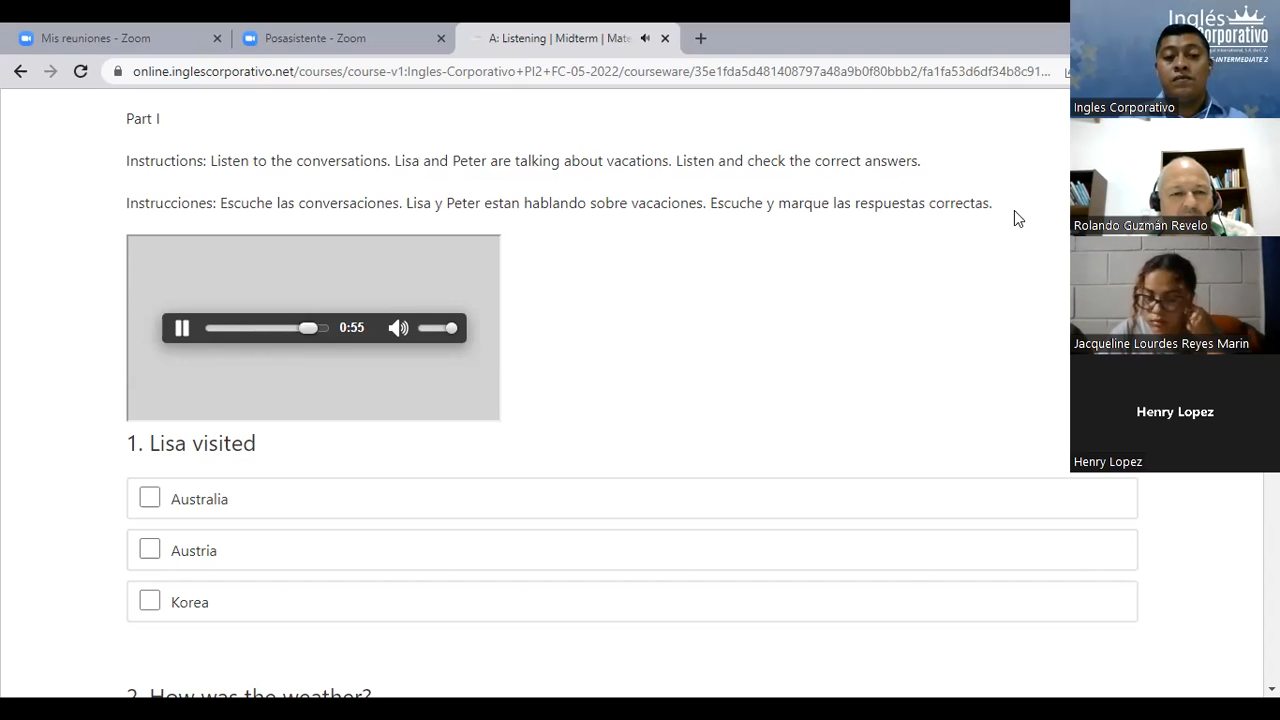 Mis reuniones - Zoom
Posasistente - Zoom
A: Listening | Midterm | Mate
online.inglescorporativo.net/courses/course-v1:Ingles-Corporativo+PI2+FC-05-2022/courseware/35e1fda5d481408797a48a9b0f80bbb2/fa1fa53d6df34b8c91...
Part I
Instructions: Listen to the conversations. Lisa and Peter are talking about vacations. Listen and check the correct answers.
Instrucciones: Escuche las conversaciones. Lisa y Peter estan hablando sobre vacaciones. Escuche y marque las respuestas correctas.
0:55
1. Lisa visited
Australia
Austria
Korea
2. How was the weather?
Inglés
Ingles Corporativo
Rolando Guzmán Revelo
Jacqueline Lourdes Reyes Marin
Henry Lopez
Henry Lopez